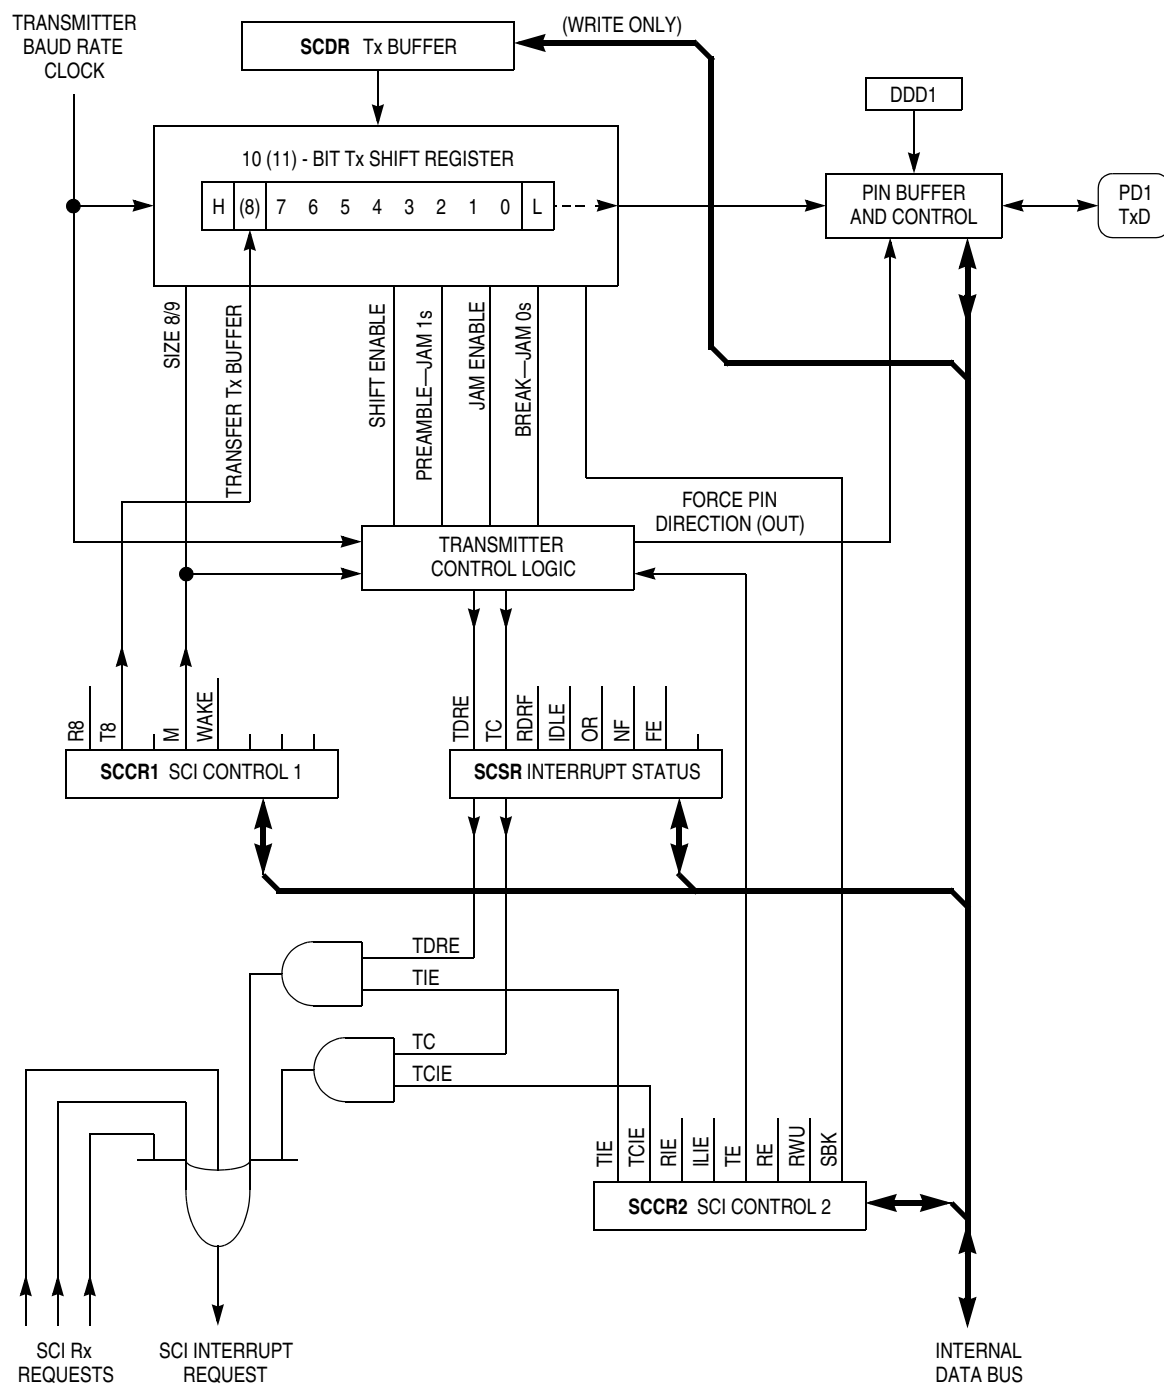 TRANSMITTER
BAUD RATE
CLOCK
SCDR Tx BUFFER
(WRITE ONLY)
DDD1
10 (11) - BIT Tx SHIFT REGISTER
H (8) 7 6 5 4 3 2 1 0 L
PIN BUFFER
AND CONTROL
PD1
TxD
SIZE 8/9
TRANSFER Tx BUFFER
SHIFT ENABLE
PREAMBLE—JAM 1s
JAM ENABLE
BREAK—JAM 0s
FORCE PIN
DIRECTION (OUT)
TRANSMITTER
CONTROL LOGIC
R8
T8
M
WAKE
TDRE
TC
RDRF
IDLE
OR
NF
FE
SCCR1 SCI CONTROL 1
SCSR INTERRUPT STATUS
TDRE
TIE
TC
TCIE
TIE
TCIE
RIE
ILIE
TE
RE
RWU
SBK
SCCR2 SCI CONTROL 2
SCI Rx
REQUESTS
SCI INTERRUPT
REQUEST
INTERNAL
DATA BUS